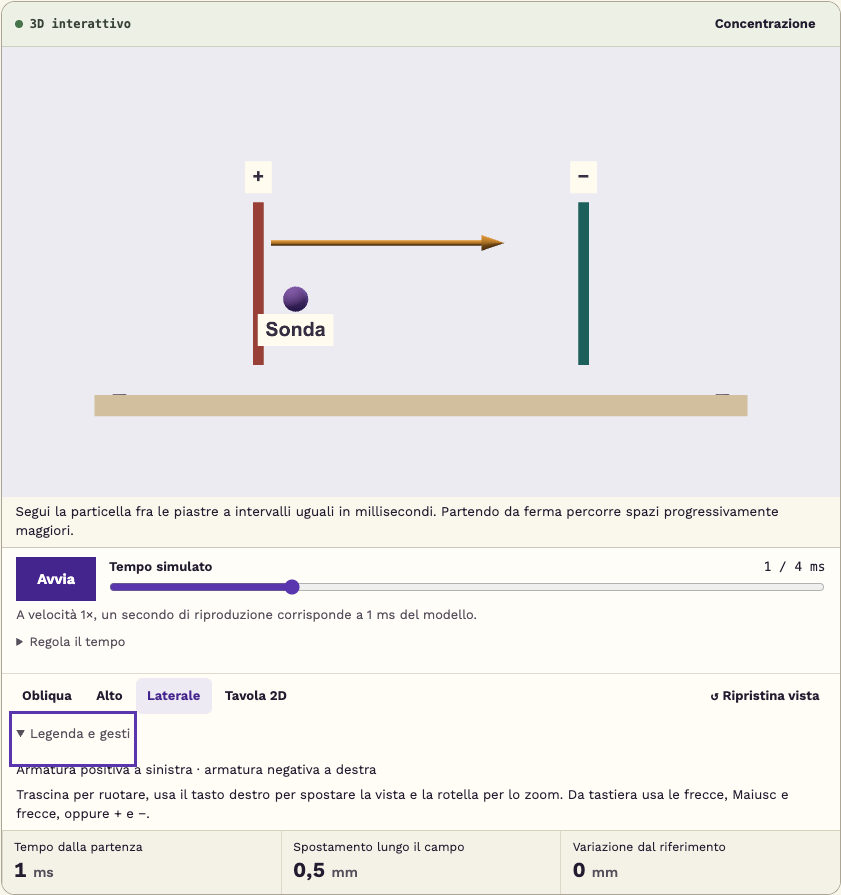 3D interattivo
Concentrazione
+
−
Sonda
Segui la particella fra le piastre a intervalli uguali in millisecondi. Partendo da ferma percorre spazi progressivamente
maggiori.
Avvia
Tempo simulato
1 / 4 ms
A velocità 1×, un secondo di riproduzione corrisponde a 1 ms del modello.
▶ Regola il tempo
Obliqua
Alto
Laterale
Tavola 2D
↺ Ripristina vista
▼ Legenda e gesti
Armatura positiva a sinistra · armatura negativa a destra
Trascina per ruotare, usa il tasto destro per spostare la vista e la rotella per lo zoom. Da tastiera usa le frecce, Maiusc e
frecce, oppure + e −.
Tempo dalla partenza
1 ms
Spostamento lungo il campo
0,5 mm
Variazione dal riferimento
0 mm